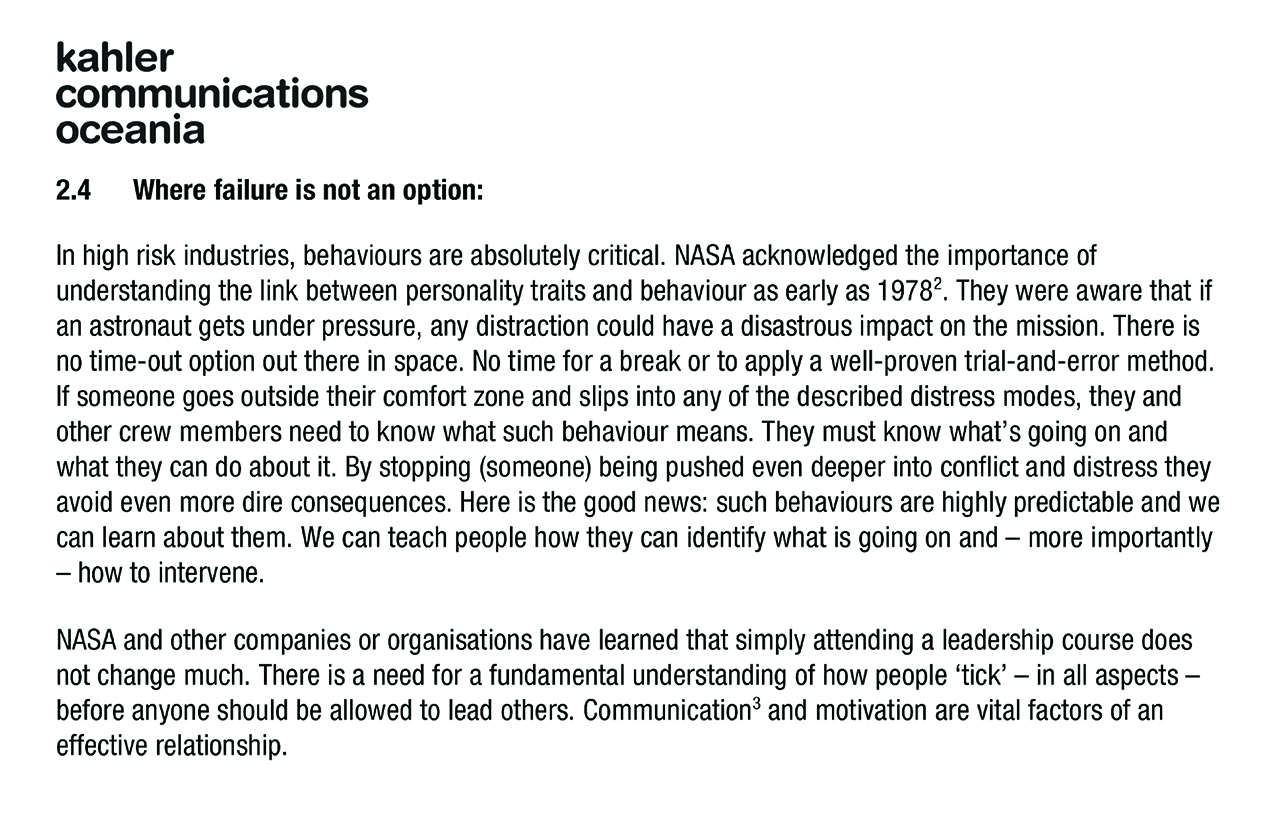 kahler
communications
oceania
2.4 Where failure is not an option:
In high risk industries, behaviours are absolutely critical. NASA acknowledged the importance of
understanding the link between personality traits and behaviour as early as 1978². They were aware that if
an astronaut gets under pressure, any distraction could have a disastrous impact on the mission. There is
no time-out option out there in space. No time for a break or to apply a well-proven trial-and-error method.
If someone goes outside their comfort zone and slips into any of the described distress modes, they and
other crew members need to know what such behaviour means. They must know what’s going on and
what they can do about it. By stopping (someone) being pushed even deeper into conflict and distress they
avoid even more dire consequences. Here is the good news: such behaviours are highly predictable and we
can learn about them. We can teach people how they can identify what is going on and – more importantly
– how to intervene.
NASA and other companies or organisations have learned that simply attending a leadership course does
not change much. There is a need for a fundamental understanding of how people ‘tick’ – in all aspects –
before anyone should be allowed to lead others. Communication³ and motivation are vital factors of an
effective relationship.